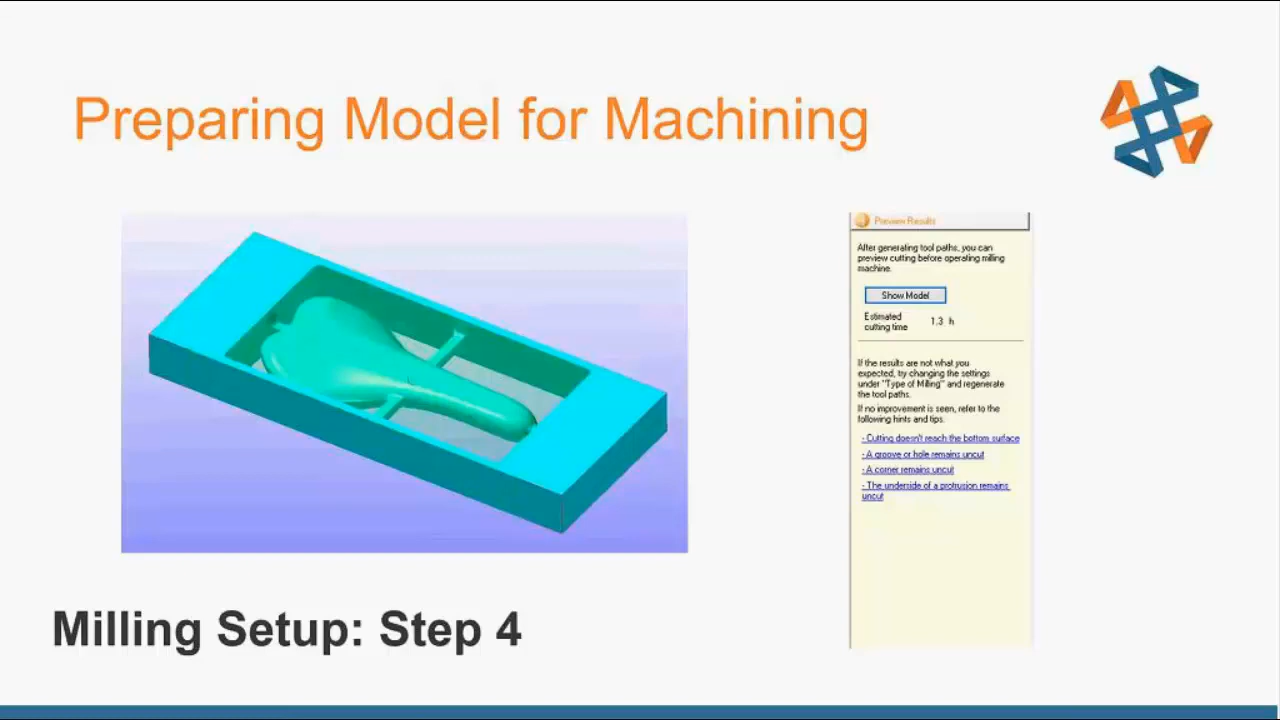 Preparing Model for Machining
Preview Results
After generating tool paths, you can
preview cutting before operating milling
machine.
Show Model
Estimated
cutting time 1.3 h
If the results are not what you
expected, try changing the settings
under "Type of Milling" and regenerate
the tool paths.
If no improvement is seen, refer to the
following hints and tips.
- Cutting doesn't reach the bottom surface
- A groove or hole remains uncut
- A corner remains uncut
- The underside of a protrusion remains
uncut
Milling Setup: Step 4